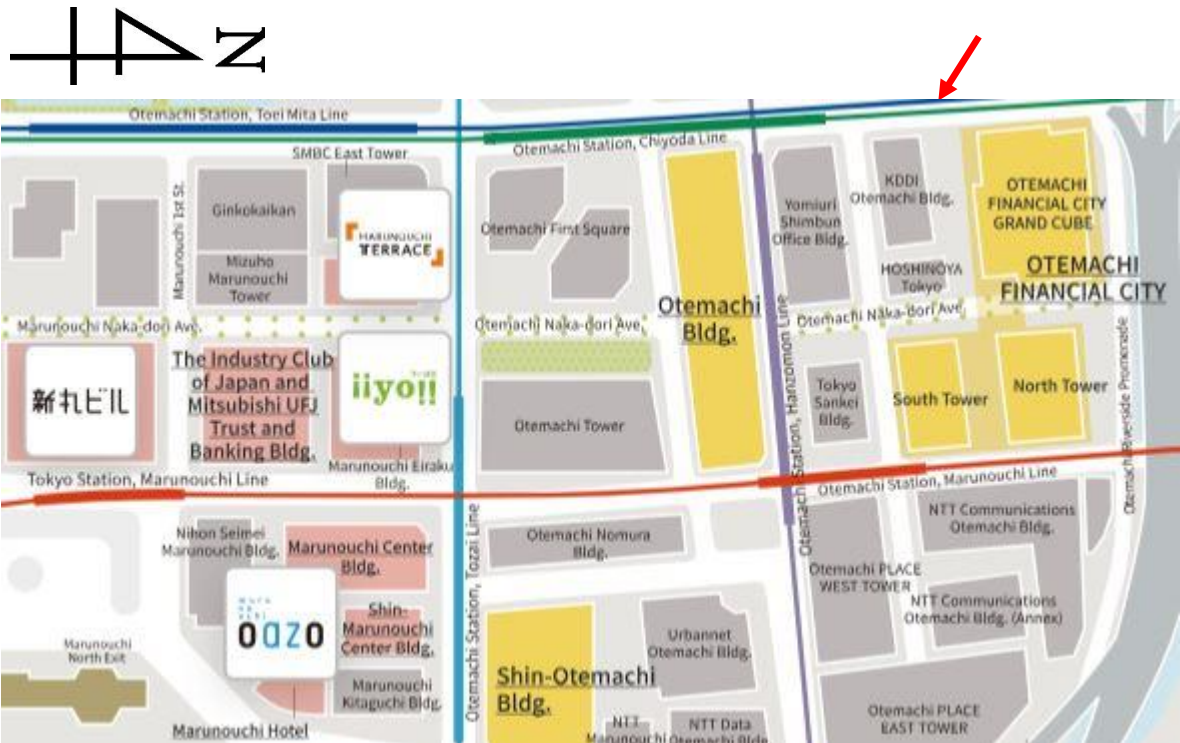 N
Otemachi Station, Toei Mita Line
Otemachi Station, Chiyoda Line
SMBC East Tower
Marunouchi 1st St.
Ginkokaikan
MARUNOUCHI
TERRACE
Mizuho
Marunouchi
Tower
Otemachi First Square
Yomiuri
Shimbun
Office Bldg.
KDDI
Otemachi Bldg.
HOSHINOYA
Tokyo
OTEMACHI
FINANCIAL CITY
GRAND CUBE
OTEMACHI
FINANCIAL CITY
Otemachi
Bldg.
Marunouchi Naka-dori Ave.
Otemachi Naka-dori Ave.
Otemachi Naka-dori Ave.
新丸ビル
The Industry Club
of Japan and
Mitsubishi UFJ
Trust and
Banking Bldg.
iiyo!!
Marunouchi Eiraku
Bldg.
Otemachi Tower
Otemachi Station, Hanzomon Line
Tokyo
Sankei
Bldg.
South Tower
North Tower
Otemachi Riverside Promenade
Tokyo Station, Marunouchi Line
Otemachi Station, Marunouchi Line
Otemachi Station, Tozai Line
Nihon Seimei
Marunouchi Bldg.
Marunouchi Center
Bldg.
Otemachi Nomura
Bldg.
NTT Communications
Otemachi Bldg.
Otemachi PLACE
WEST TOWER
NTT Communications
Otemachi Bldg. (Annex)
oazo
Shin-
Marunouchi
Center Bldg.
Marunouchi
North Exit
Urbannet
Otemachi Bldg.
Shin-Otemachi
Bldg.
Marunouchi
Kitaguchi Bldg.
Marunouchi Hotel
NTT
Marunouchi
NTT Data
Otemachi Bldg.
Otemachi PLACE
EAST TOWER